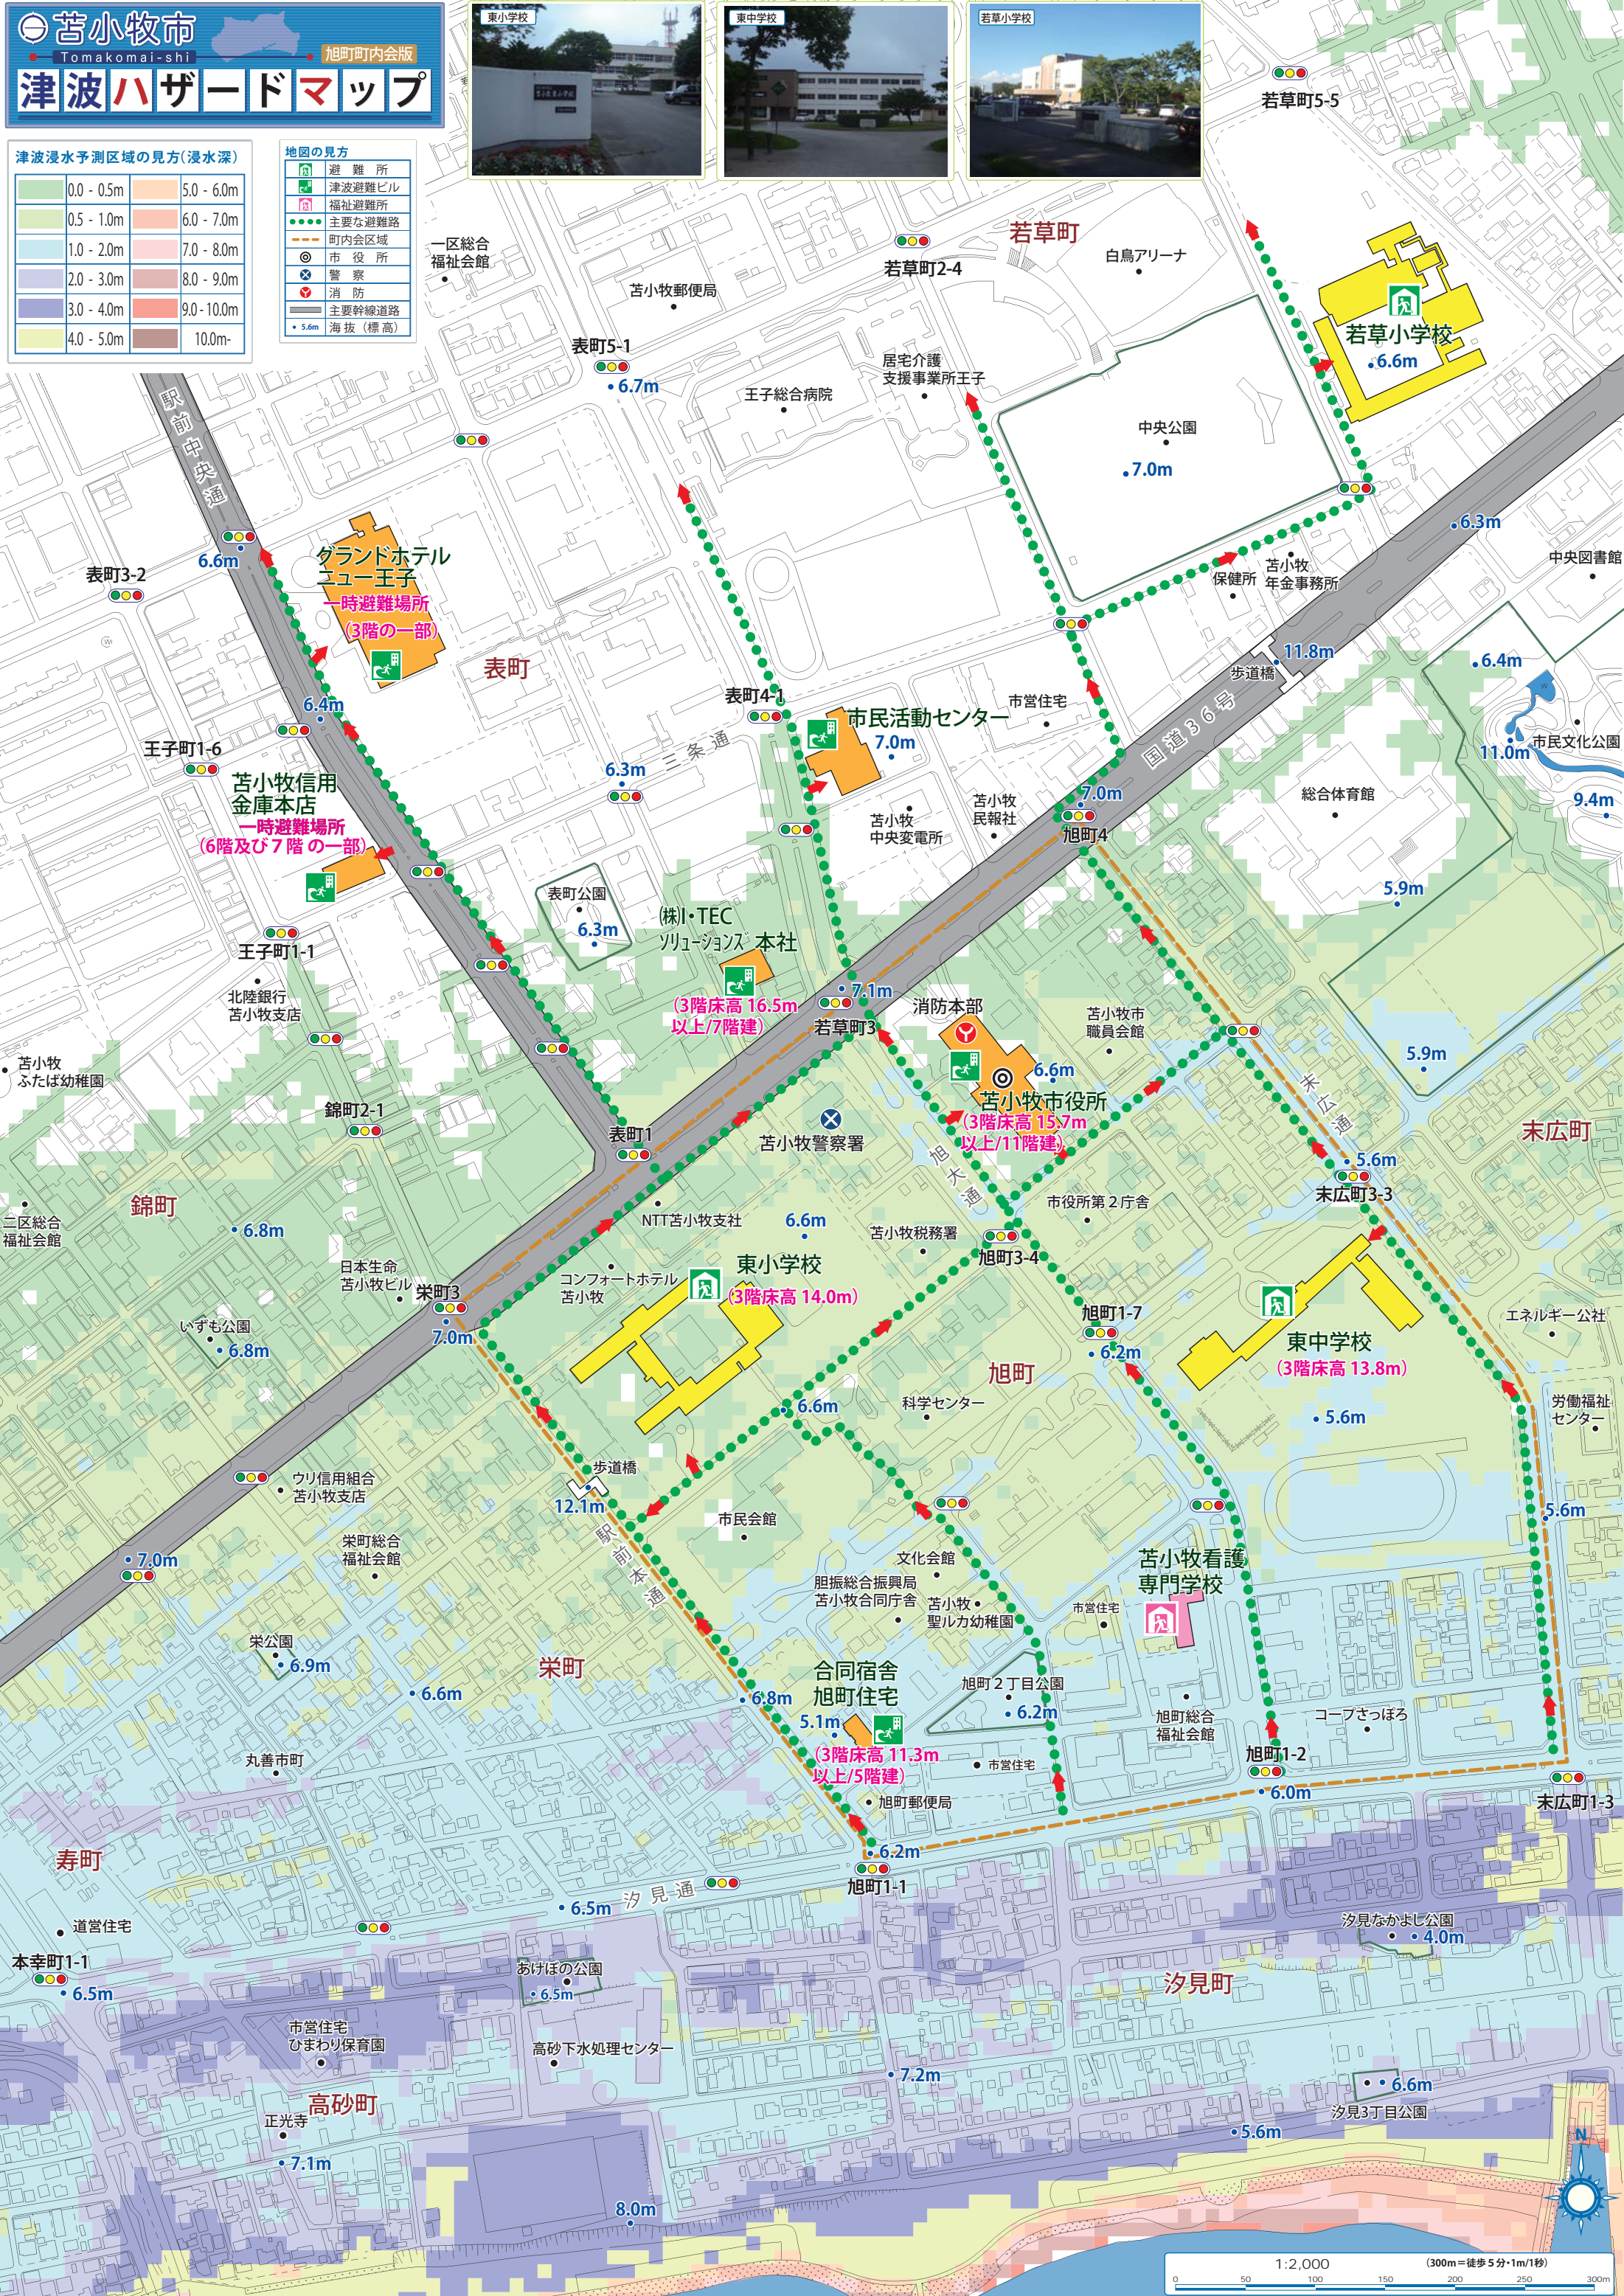 苫小牧市
Tomakomai-shi
旭町町内会版
津波ハザードマップ
東小学校
東中学校
若草小学校
津波浸水予測区域の見方(浸水深)
0.0 - 0.5m
5.0 - 6.0m
0.5 - 1.0m
6.0 - 7.0m
1.0 - 2.0m
7.0 - 8.0m
2.0 - 3.0m
8.0 - 9.0m
3.0 - 4.0m
9.0 - 10.0m
4.0 - 5.0m
10.0m-
地図の見方
避 難 所
津波避難ビル
福祉避難所
主要な避難路
町内会区域
市 役 所
警 察
消 防
主要幹線道路
5.6m 海抜（標高）
若草町5-5
一区総合
福祉会館
若草町
若草町2-4
白鳥アリーナ
苫小牧郵便局
若草小学校
6.6m
表町5-1
6.7m
居宅介護
支援事業所王子
王子総合病院
駅前中央通
中央公園
7.0m
6.3m
グランドホテル
ニュー王子
一時避難場所
(3階の一部)
6.6m
表町3-2
保健所
苫小牧
年金事務所
中央図書館
表町
11.8m
歩道橋
6.4m
6.4m
表町4-1
市民活動センター
7.0m
市営住宅
国道36号
三条通
王子町1-6
6.3m
11.0m
市民文化公園
苫小牧信用
金庫本店
一時避難場所
(6階及び７階の一部)
7.0m
旭町4
苫小牧
民報社
苫小牧
中央変電所
総合体育館
9.4m
表町公園
6.3m
5.9m
㈱I・TEC
ソリューションズ 本社
(3階床高 16.5m
以上/7階建)
王子町1-1
北陸銀行
苫小牧支店
7.1m
若草町3
消防本部
苫小牧市
職員会館
苫小牧
ふたば幼稚園
6.6m
苫小牧市役所
(3階床高 15.7m
以上/11階建)
5.9m
末広通
錦町2-1
表町1
苫小牧警察署
旭大通
末広町
5.6m
末広町3-3
錦町
二区総合
福祉会館
6.8m
NTT苫小牧支社
6.6m
苫小牧税務署
市役所第２庁舎
旭町3-4
日本生命
苫小牧ビル
栄町3
7.0m
コンフォートホテル
苫小牧
東小学校
(3階床高 14.0m)
いずも公園
6.8m
旭町1-7
6.2m
東中学校
(3階床高 13.8m)
エネルギー公社
旭町
6.6m
科学センター
5.6m
労働福祉
センター
ウリ信用組合
苫小牧支店
歩道橋
12.1m
市民会館
5.6m
栄町総合
福祉会館
7.0m
駅前本通
文化会館
胆振総合振興局
苫小牧合同庁舎
苫小牧
聖ルカ幼稚園
苫小牧看護
専門学校
市営住宅
栄公園
6.9m
栄町
6.6m
合同宿舎
旭町住宅
6.8m
5.1m
(3階床高 11.3m
以上/5階建)
旭町２丁目公園
6.2m
旭町総合
福祉会館
コープさっぽろ
丸善市町
市営住宅
旭町1-2
6.0m
末広町1-3
旭町郵便局
6.2m
旭町1-1
寿町
汐見通
6.5m
道営住宅
本幸町1-1
6.5m
汐見なかよし公園
4.0m
あけぼの公園
6.5m
汐見町
市営住宅
ひまわり保育園
高砂下水処理センター
7.2m
6.6m
汐見3丁目公園
高砂町
正光寺
5.6m
7.1m
8.0m
N
1:2,000
(300m＝徒歩５分・1m/1秒)
0 50 100 150 200 250 300m